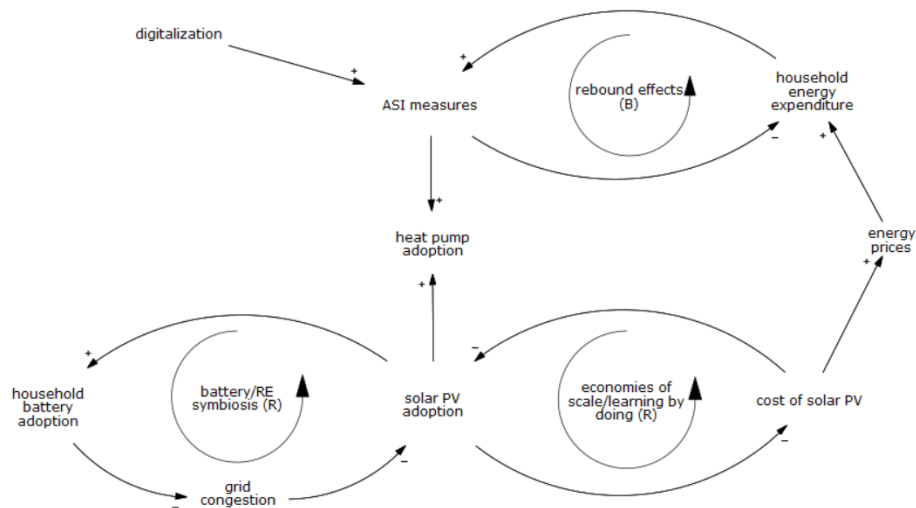 digitalization
+
+
ASI measures
rebound effects
(B)
household
energy
expenditure
–
+
+
heat pump
adoption
energy
prices
+
+
–
+
household
battery
adoption
battery/RE
symbiosis (R)
solar PV
adoption
economies of
scale/learning by
doing (R)
cost of solar PV
–
–
grid
congestion
–